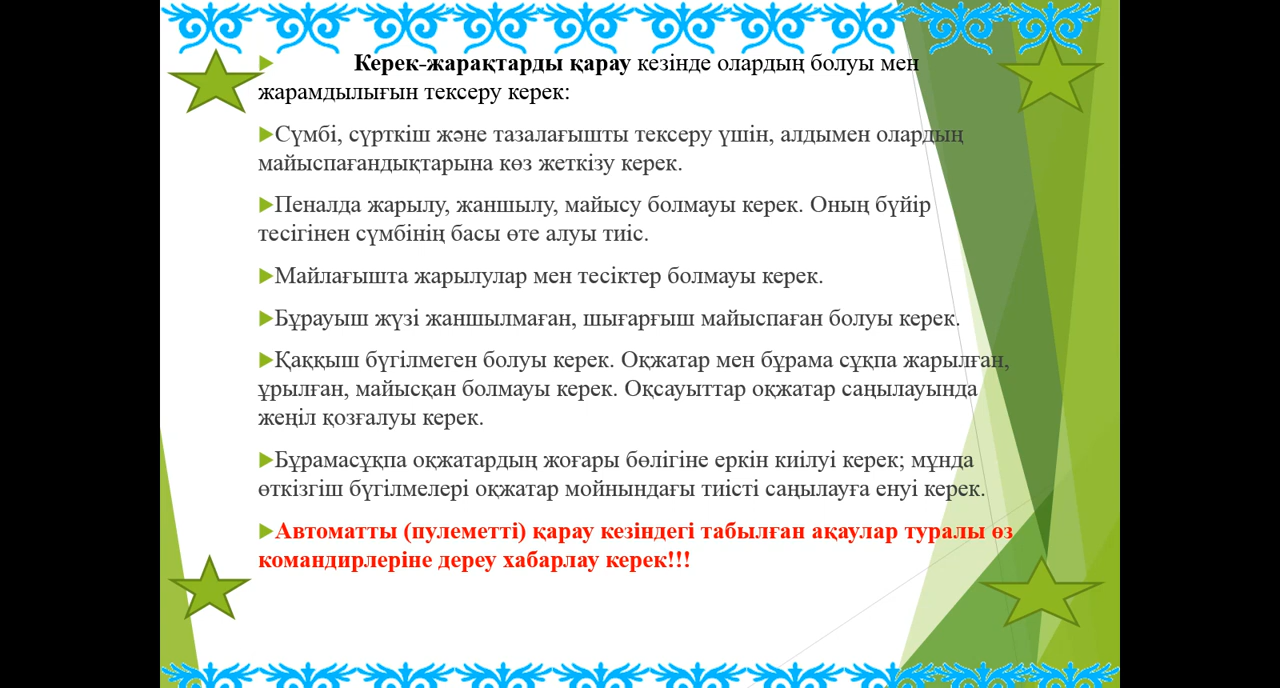 Керек-жарақтарды қарау кезінде олардың болуы мен
жарамдылығын тексеру керек:
Сүмбі, сүрткіш және тазалағышты тексеру үшін, алдымен олардың
майыспағандықтарына көз жеткізу керек.
Пеналда жарылу, жаншылу, майысу болмауы керек. Оның бүйір
тесігінен сүмбінің басы өте алуы тиіс.
Майлағышта жарылулар мен тесіктер болмауы керек.
Бұрауыш жүзі жаншылмаған, шығарғыш майыспаған болуы керек.
Қаққыш бүгілмеген болуы керек. Оқжатар мен бұрама сұқпа жарылған,
ұрылған, майысқан болмауы керек. Оқсауыттар оқжатар саңылауында
жеңіл қозғалуы керек.
Бұрамасұқпа оқжатардың жоғары бөлігіне еркін киілуі керек; мұнда
өткізгіш бүгілмелері оқжатар мойнындағы тиісті саңылауға енуі керек.
Автоматты (пулеметті) қарау кезіндегі табылған ақаулар туралы өз
командирлеріне дереу хабарлау керек!!!